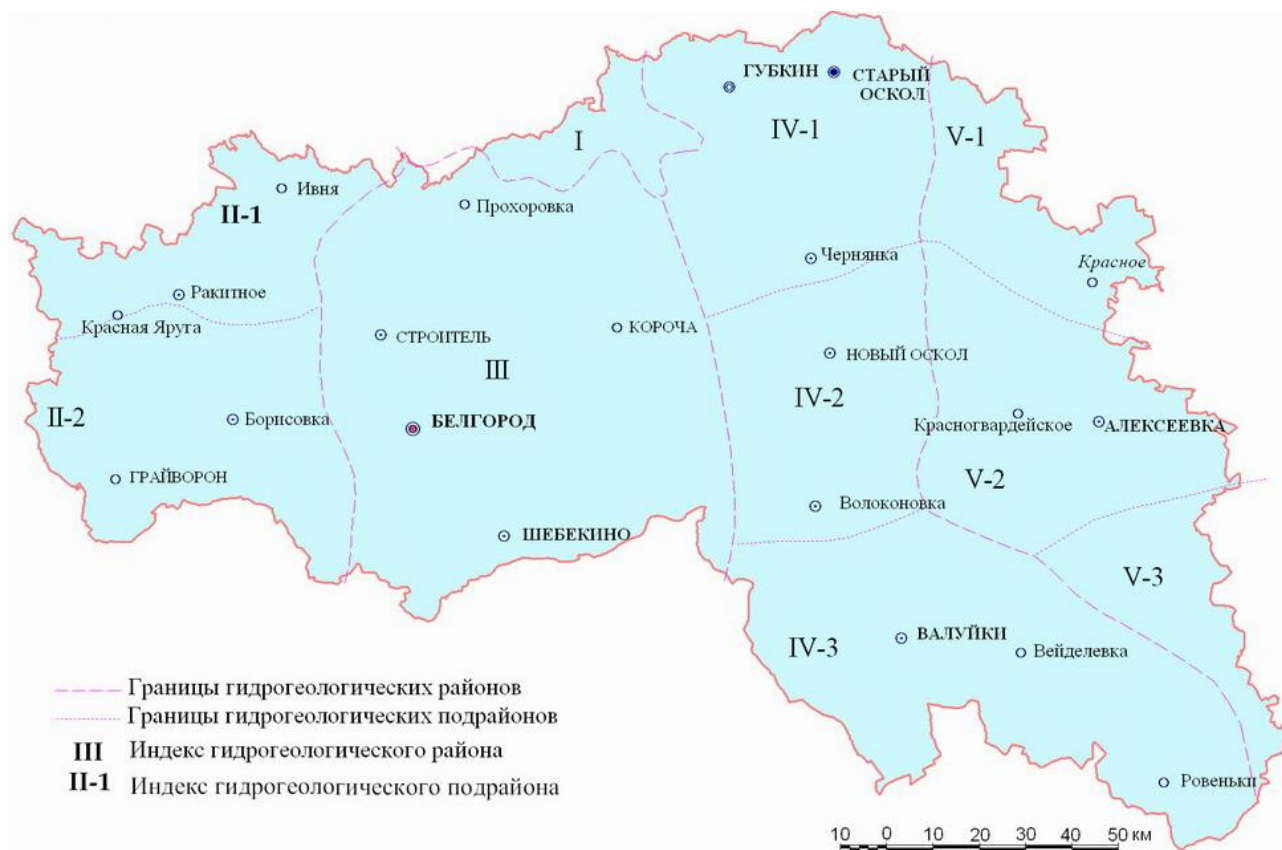 ГУБКИН
СТАРЫЙ
ОСКОЛ
IV-1
V-1
I
Ивня
II-1
Прохоровка
Чернянка
Красное
Ракитное
Красная Яруга
СТРОИТЕЛЬ
КОРОЧА
НОВЫЙ ОСКОЛ
III
IV-2
II-2
Борисовка
БЕЛГОРОД
Красногвардейское
АЛЕКСЕЕВКА
ГРАЙВОРОН
V-2
Волоконовка
ШЕБЕКИНО
V-3
IV-3
ВАЛУЙКИ
Вейделевка
Ровеньки
Границы гидрогеологических районов
Границы гидрогеологических подрайонов
III Индекс гидрогеологического района
II-1 Индекс гидрогеологического подрайона
10 0 10 20 30 40 50 км